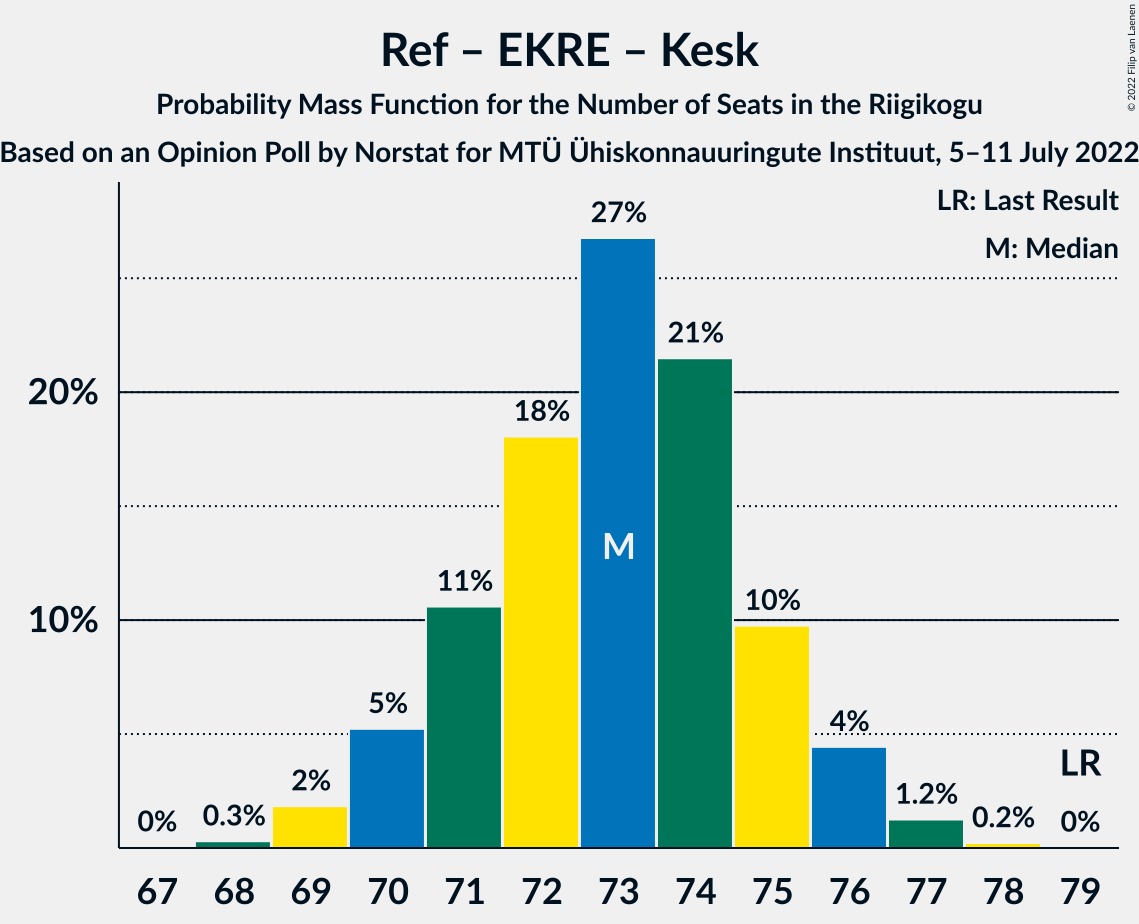 Ref – EKRE – Kesk
Probability Mass Function for the Number of Seats in the Riigikogu
Based on an Opinion Poll by Norstat for MTÜ Ühiskonnauuringute Instituut, 5–11 July 2022
© 2022 Filip van Laenen
LR: Last Result
M: Median
27%
21%
20%
18%
M
11%
10%
10%
5%
4%
LR
2%
1.2%
0%
0.3%
0.2%
0%
67 68 69 70 71 72 73 74 75 76 77 78 79